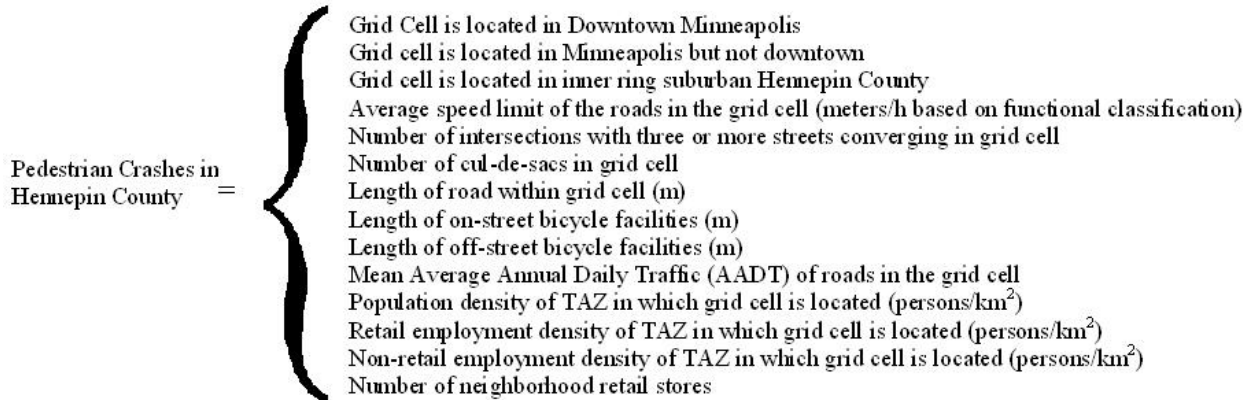 Pedestrian Crashes in
Hennepin County =
Grid Cell is located in Downtown Minneapolis
Grid cell is located in Minneapolis but not downtown
Grid cell is located in inner ring suburban Hennepin County
Average speed limit of the roads in the grid cell (meters/h based on functional classification)
Number of intersections with three or more streets converging in grid cell
Number of cul-de-sacs in grid cell
Length of road within grid cell (m)
Length of on-street bicycle facilities (m)
Length of off-street bicycle facilities (m)
Mean Average Annual Daily Traffic (AADT) of roads in the grid cell
Population density of TAZ in which grid cell is located (persons/km²)
Retail employment density of TAZ in which grid cell is located (persons/km²)
Non-retail employment density of TAZ in which grid cell is located (persons/km²)
Number of neighborhood retail stores